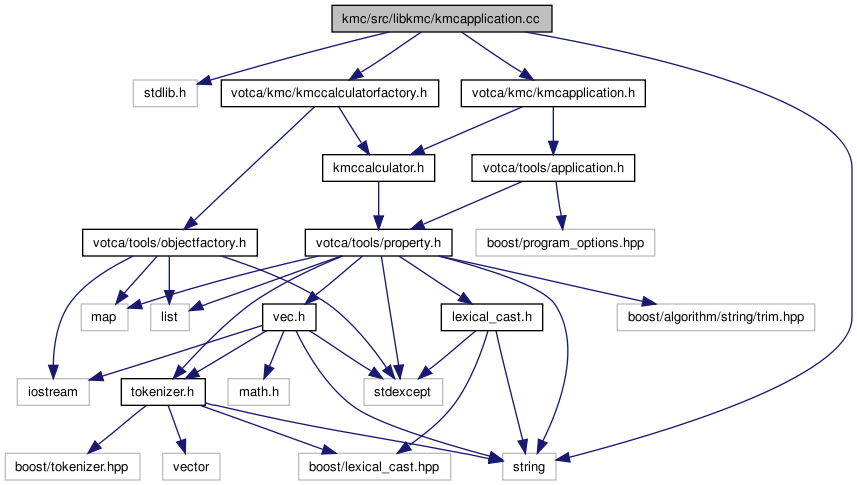 kmc/src/libkmc/kmcapplication.cc
stdlib.h
votca/kmc/kmccalculatorfactory.h
votca/kmc/kmcapplication.h
kmccalculator.h
votca/tools/application.h
votca/tools/objectfactory.h
votca/tools/property.h
boost/program_options.hpp
map
list
vec.h
lexical_cast.h
boost/algorithm/string/trim.hpp
iostream
tokenizer.h
math.h
stdexcept
boost/tokenizer.hpp
vector
boost/lexical_cast.hpp
string